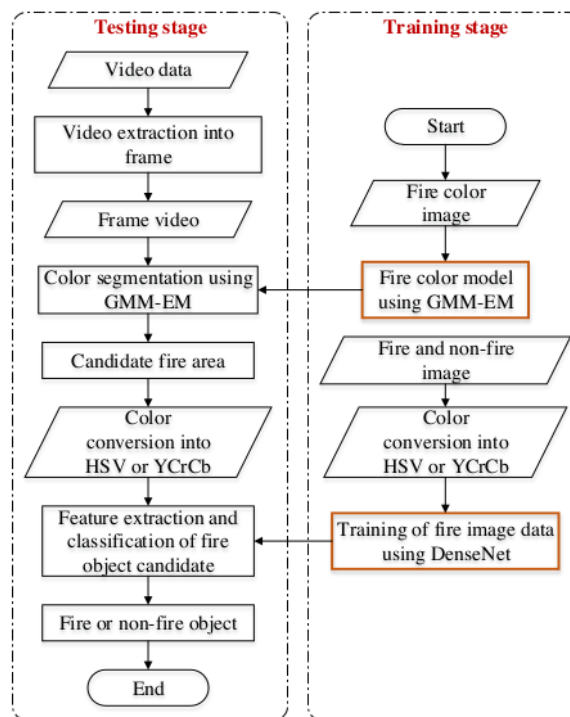 Testing stage
Video data
Video extraction into
frame
Frame video
Color segmentation using
GMM-EM
Candidate fire area
Color
conversion into
HSV or YCrCb
Feature extraction and
classification of fire
object candidate
Fire or non-fire object
End
Training stage
Start
Fire color
image
Fire color model
using GMM-EM
Fire and non-fire
image
Color
conversion into
HSV or YCrCb
Training of fire image data
using DenseNet